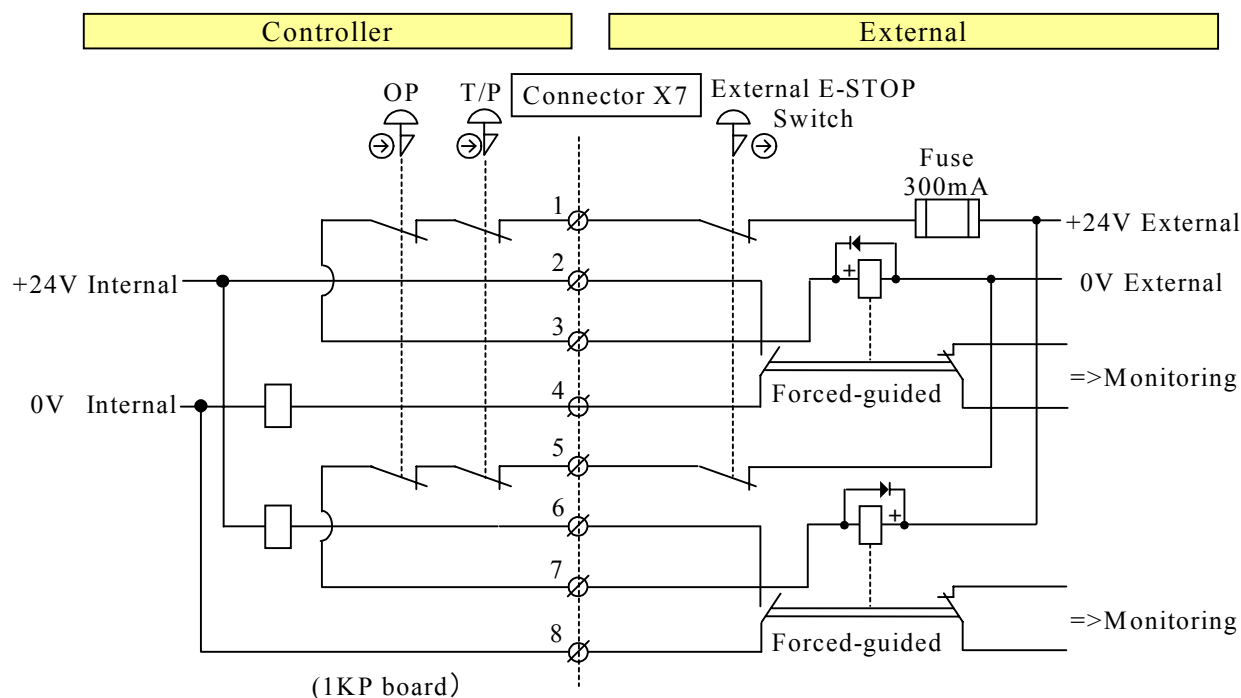 Controller
External
OP
T/P
Connector X7
External E-STOP
Switch
Fuse
300mA
1
+24V External
2
+
+24V Internal
0V External
3
=>Monitoring
Forced-guided
4
0V Internal
5
6
+
7
=>Monitoring
Forced-guided
8
(1KP board)